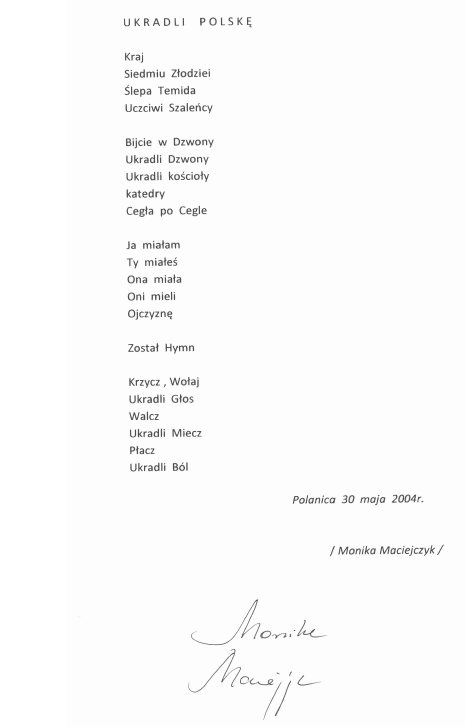 UKRADLI POLSKĘ
Kraj
Siedmiu Złodziei
Ślepa Temida
Uczciwi Szaleńcy
Bijcie w Dzwony
Ukradli Dzwony
Ukradli kościoły
katedry
Cegła po Cegle
Ja miałam
Ty miałeś
Ona miała
Oni mieli
Ojczyznę
Został Hymn
Krzycz , Wołaj
Ukradli Głos
Walcz
Ukradli Miecz
Płacz
Ukradli Ból
Polanica 30 maja 2004r.
/ Monika Maciejczyk /
Monika